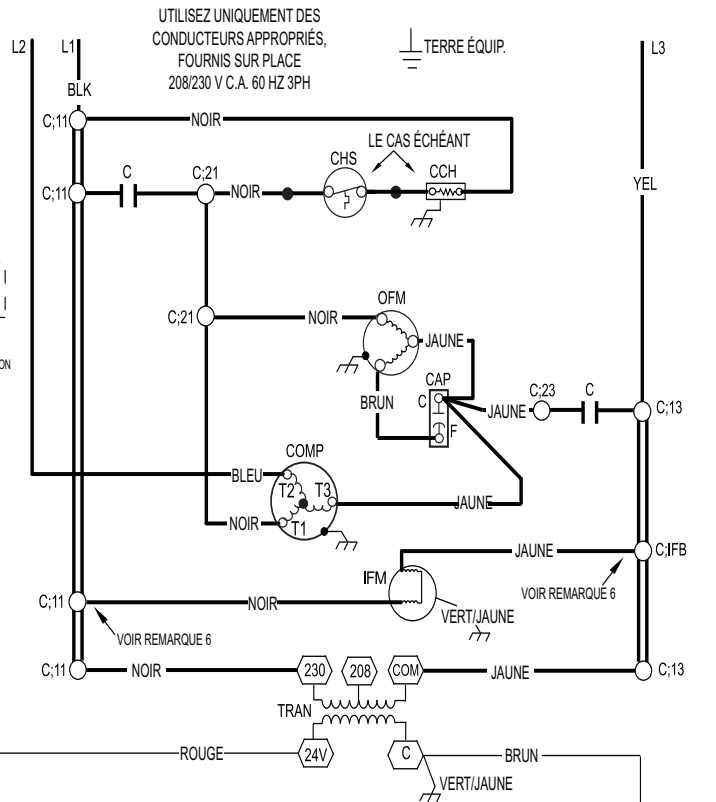 UTILISEZ UNIQUEMENT DES
CONDUCTEURS APPROPRIÉS,
FOURNIS SUR PLACE
208/230 V C.A. 60 HZ 3PH
TERRE ÉQUIP.
L2
L1
L3
BLK
C;11
NOIR
LE CAS ÉCHÉANT
CHS
CCH
C;11
C
C;21
NOIR
YEL
OFM
C;21
NOIR
JAUNE
ON
BRUN
CAP
C
F
JAUNE
C;23
C
C;13
COMP
BLEU
T2
T3
JAUNE
NOIR
T1
JAUNE
C;IFB
IFM
C;11
NOIR
VOIR REMARQUE 6
VERT/JAUNE
VOIR REMARQUE 6
C;11
NOIR
230
208
COM
JAUNE
C;13
TRAN
ROUGE
24V
C
BRUN
VERT/JAUNE